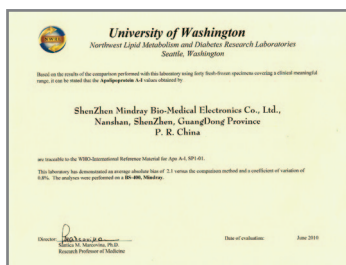 University of Washington
Northwest Lipid Metabolism and Diabetes Research Laboratories
Seattle, Washington
Based on the results of the comparison performed with this laboratory using forty fresh-frozen specimens covering a clinical meaningful
range, it can be stated that the Apolipoprotein A-I values obtained by
ShenZhen Mindray Bio-Medical Electronics Co., Ltd.,
Nanshan, ShenZhen, GuangDong Province
P. R. China
are traceable to the WHO-International Reference Material for Apo A-I, SP1-01.
This laboratory has demonstrated an average absolute bias of 2.1 versus the comparison method and a coefficient of variation of
0.8%. The analyses were performed on a BS-400, Mindray.
Director:
Santica M. Marcovina, Ph.D.
Research Professor of Medicine
Date of evaluation: June 2010